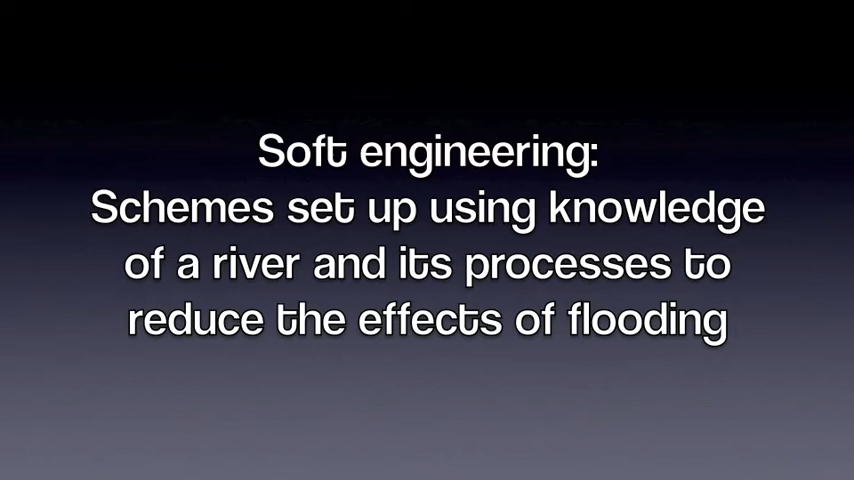 Soft engineering:
Schemes set up using knowledge
of a river and its processes to
reduce the effects of flooding